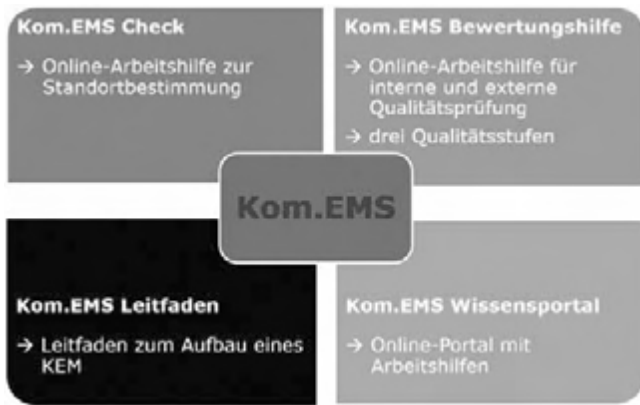 Kom.EMS Check
→ Online-Arbeitshilfe zur
Standortbestimmung
Kom.EMS Bewertungshilfe
→ Online-Arbeitshilfe für
interne und externe
Qualitätsprüfung
→ drei Qualitätsstufen
Kom.EMS
Kom.EMS Leitfaden
→ Leitfaden zum Aufbau eines
KEM
Kom.EMS Wissensportal
→ Online-Portal mit
Arbeitshilfen